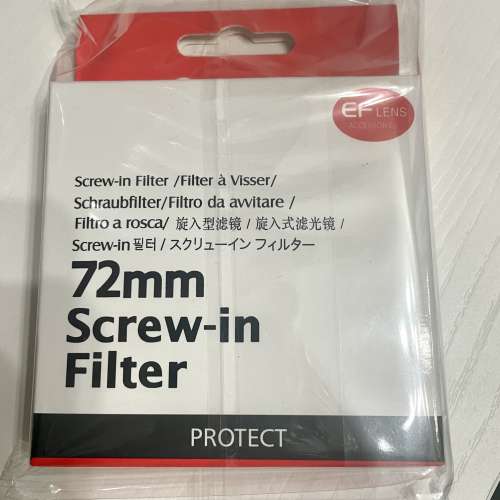 EF LENS
ACCESSORIES
Screw-in Filter /Filter à Visser/
Schraubfilter/Filtro da avvitare /
Filtro a rosca/ 旋入型滤镜 / 旋入式滤光镜 /
Screw-in 필터 / スクリューイン フィルター
72mm
Screw-in
Filter
PROTECT